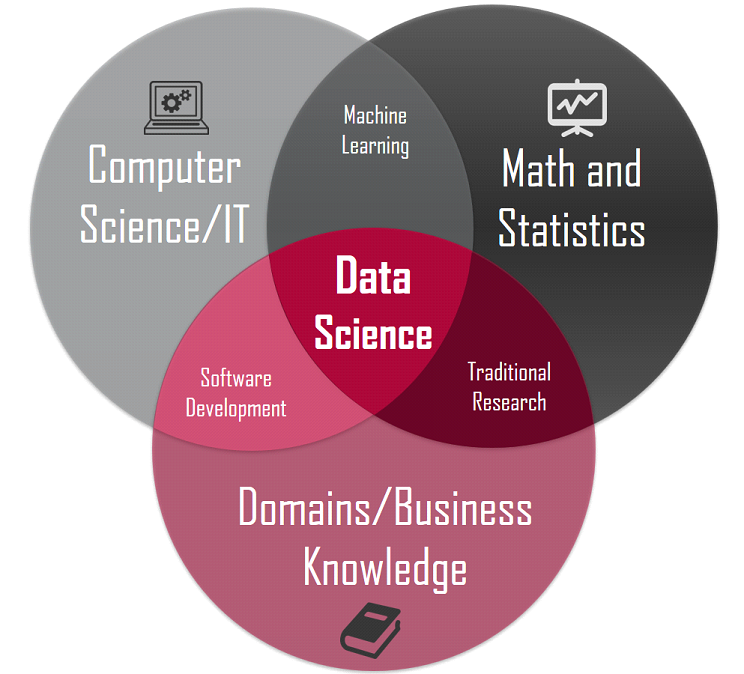 Machine
Learning
Computer
Science/IT
Math and
Statistics
Data
Science
Software
Development
Traditional
Research
Domains/Business
Knowledge